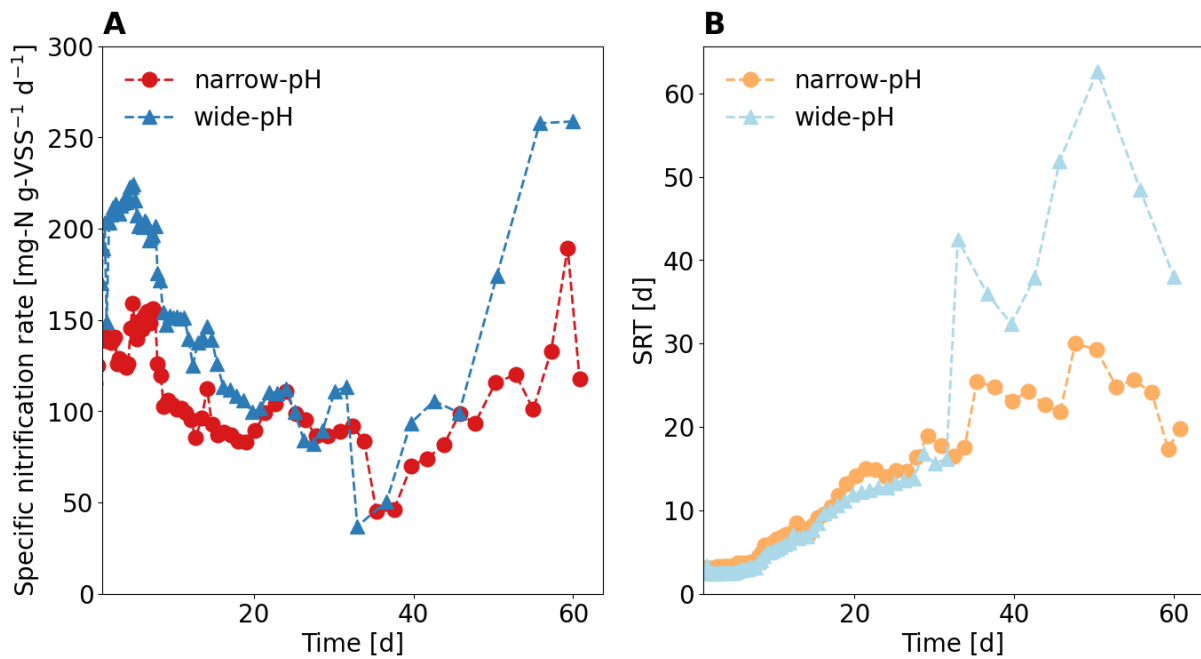 A
Specific nitrification rate [mg-N g-VSS⁻¹ d⁻¹]
300
250
200
150
100
50
0
narrow-pH
wide-pH
20
40
60
Time [d]
B
SRT [d]
60
50
40
30
20
10
0
narrow-pH
wide-pH
20
40
60
Time [d]